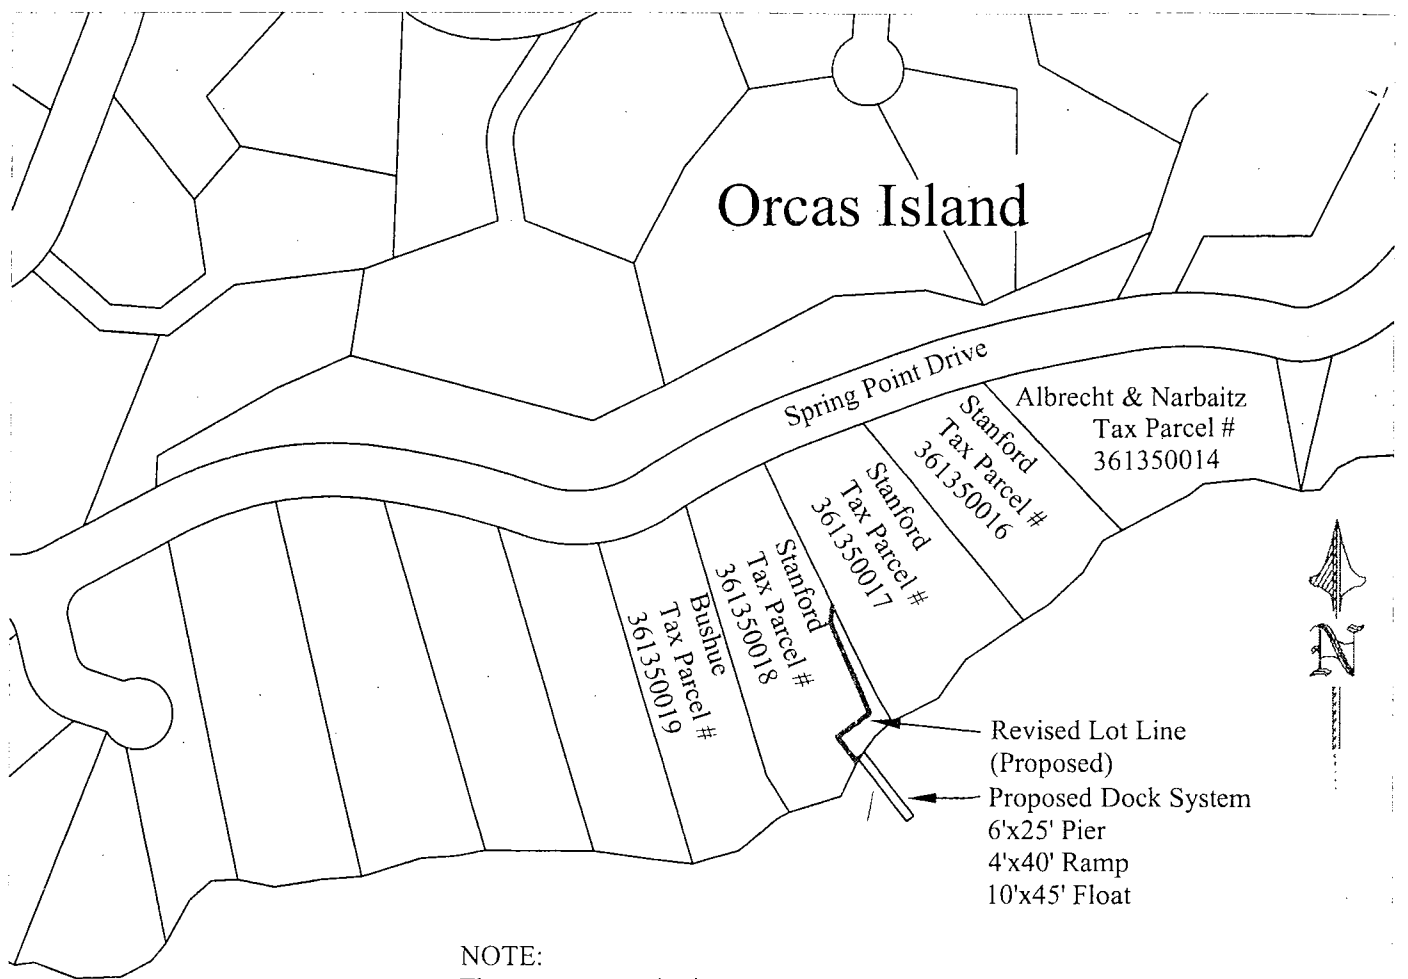 Orcas Island
Spring Point Drive
Albrecht & Narbaitz
Tax Parcel #
361350014
Stanford
Tax Parcel #
361350016
Stanford
Tax Parcel #
361350017
Stanford
Tax Parcel #
361350018
Bushue
Tax Parcel #
361350019
N
Revised Lot Line
(Proposed)
Proposed Dock System
6'x25' Pier
4'x40' Ramp
10'x45' Float
NOTE: